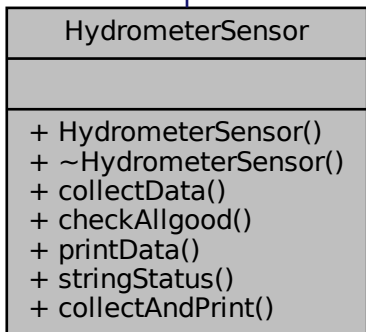 HydrometerSensor
+ HydrometerSensor()
+ ~HydrometerSensor()
+ collectData()
+ checkAllgood()
+ printData()
+ stringStatus()
+ collectAndPrint()